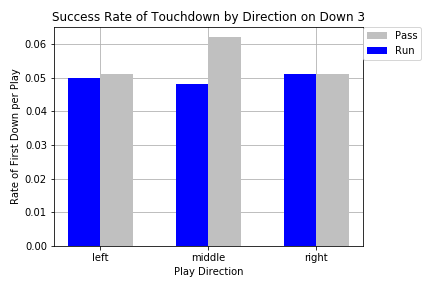 Success Rate of Touchdown by Direction on Down 3
Pass
Run
0.06
0.05
0.04
0.03
0.02
0.01
0.00
Rate of First Down per Play
left
middle
right
Play Direction